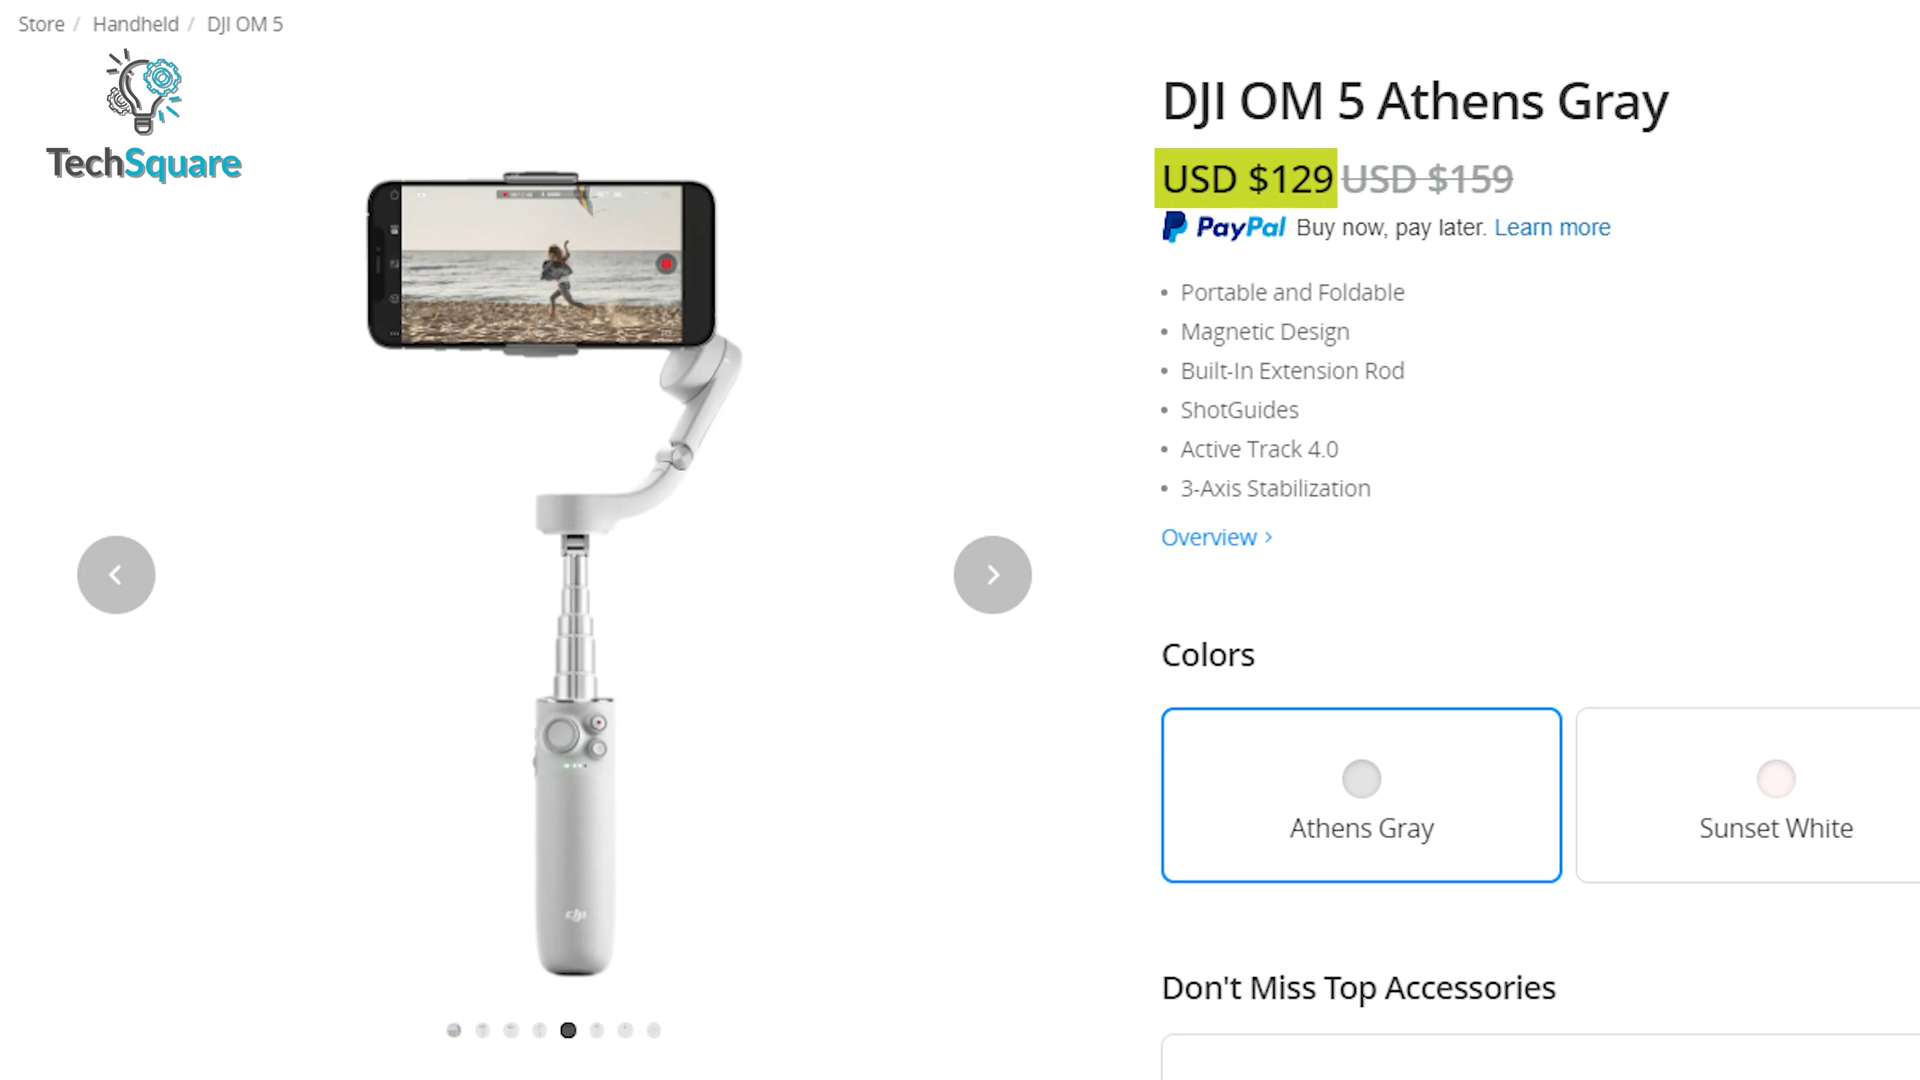 Store / Handheld / DJI OM 5
TechSquare
DJI OM 5 Athens Gray
USD $129 USD $159
PayPal Buy now, pay later. Learn more
• Portable and Foldable
• Magnetic Design
• Built-In Extension Rod
• ShotGuides
• Active Track 4.0
• 3-Axis Stabilization
Overview >
Colors
Athens Gray
Sunset White
dji
Don't Miss Top Accessories